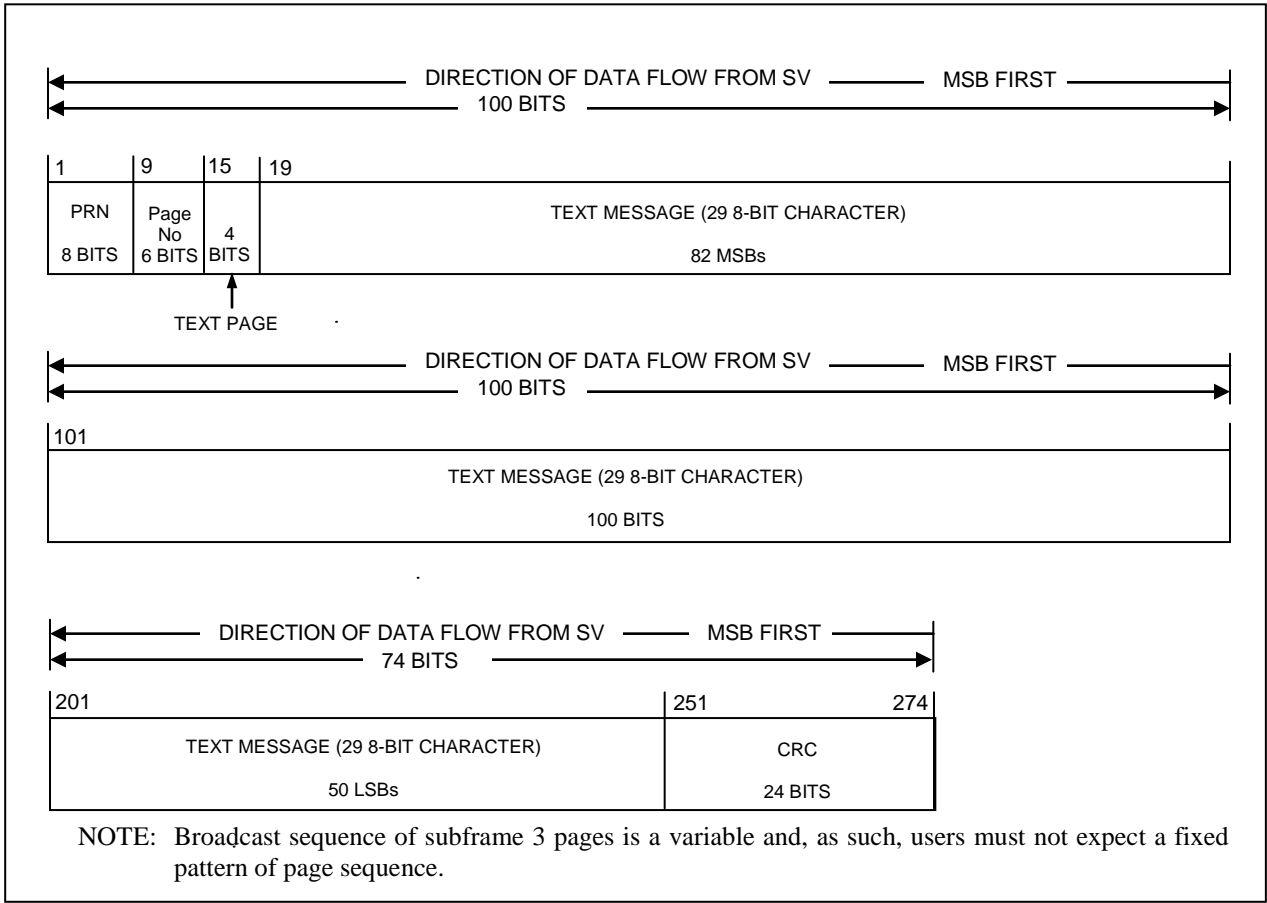 DIRECTION OF DATA FLOW FROM SV MSB FIRST
100 BITS
1 9 15 19
PRN
8 BITS
Page
No
6 BITS
4
BITS
TEXT MESSAGE (29 8-BIT CHARACTER)
82 MSBs
TEXT PAGE
DIRECTION OF DATA FLOW FROM SV MSB FIRST
100 BITS
101
TEXT MESSAGE (29 8-BIT CHARACTER)
100 BITS
DIRECTION OF DATA FLOW FROM SV MSB FIRST
74 BITS
201 251 274
TEXT MESSAGE (29 8-BIT CHARACTER)
50 LSBs
CRC
24 BITS
NOTE: Broadcast sequence of subframe 3 pages is a variable and, as such, users must not expect a fixed
pattern of page sequence.